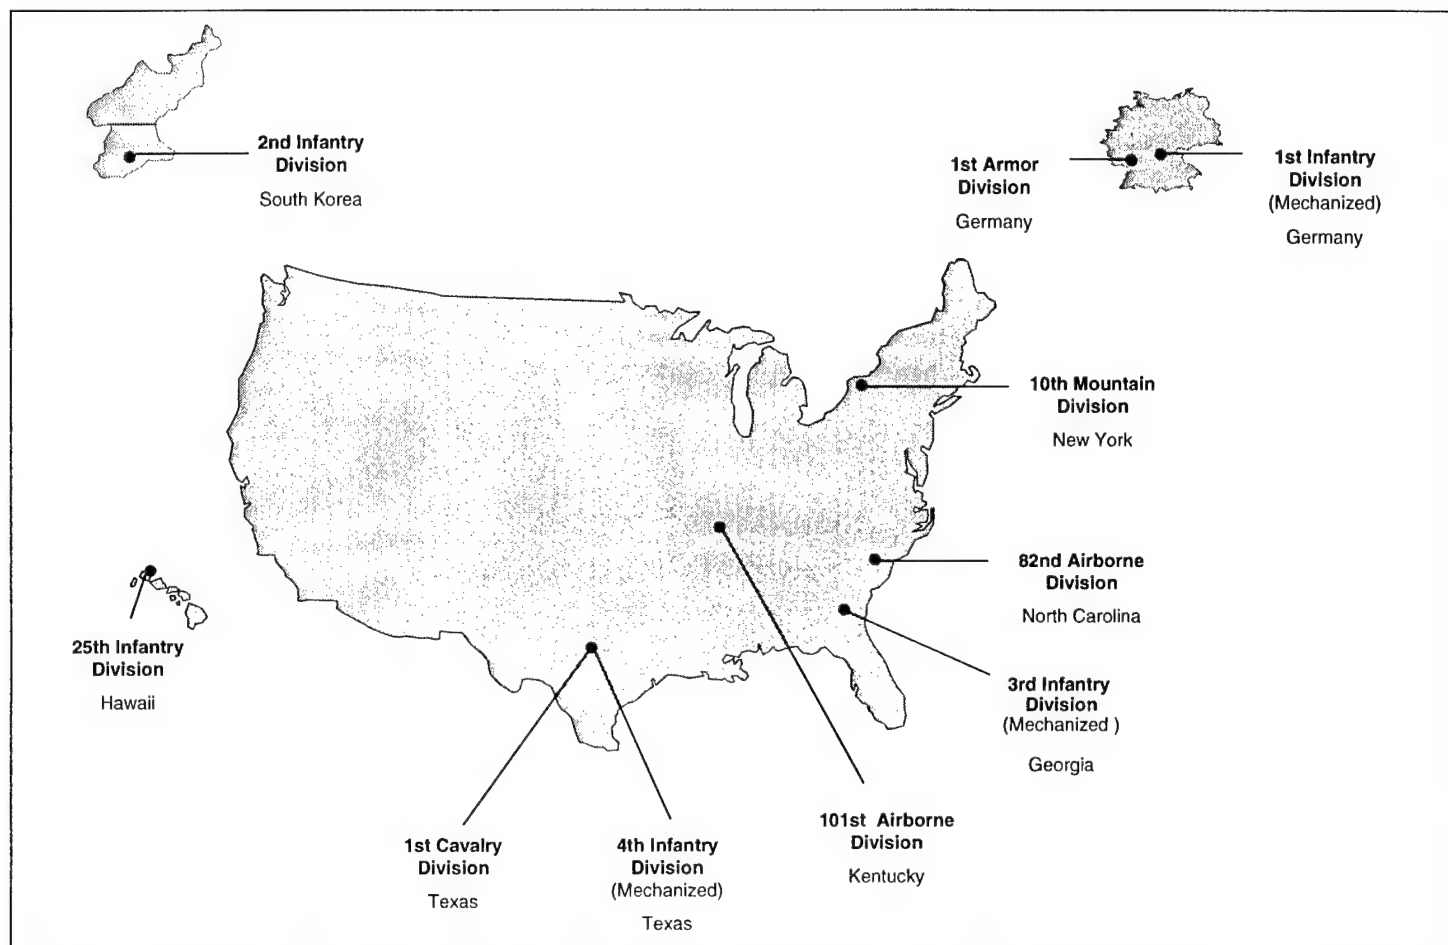 2nd Infantry
Division
South Korea
1st Armor
Division
Germany
1st Infantry
Division
(Mechanized)
Germany
10th Mountain
Division
New York
82nd Airborne
Division
North Carolina
25th Infantry
Division
Hawaii
3rd Infantry
Division
(Mechanized )
Georgia
1st Cavalry
Division
Texas
4th Infantry
Division
(Mechanized)
Texas
101st Airborne
Division
Kentucky